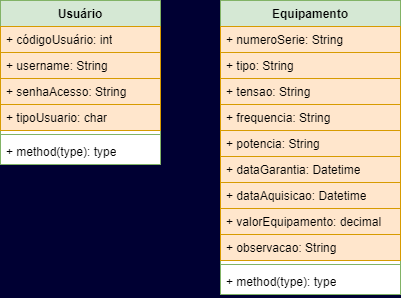 Usuário
+ códigoUsuário: int
+ username: String
+ senhaAcesso: String
+ tipoUsuario: char
+ method(type): type
Equipamento
+ numeroSerie: String
+ tipo: String
+ tensao: String
+ frequencia: String
+ potencia: String
+ dataGarantia: Datetime
+ dataAquisicao: Datetime
+ valorEquipamento: decimal
+ observacao: String
+ method(type): type